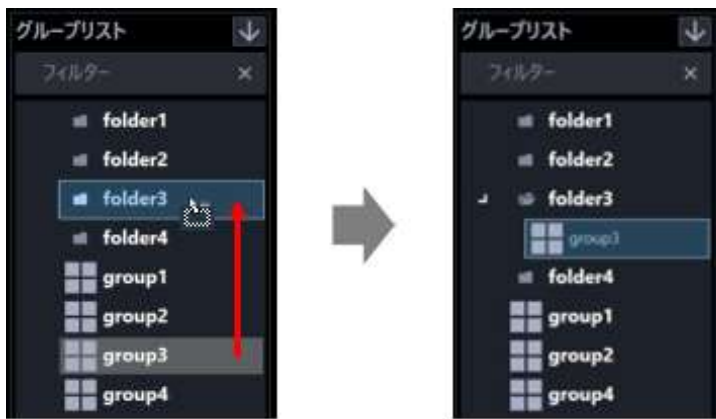 グループリスト
フィルター
folder1
folder2
folder3
folder4
group1
group2
group3
group4
グループリスト
フィルター
folder1
folder2
folder3
group3
folder4
group1
group2
group4